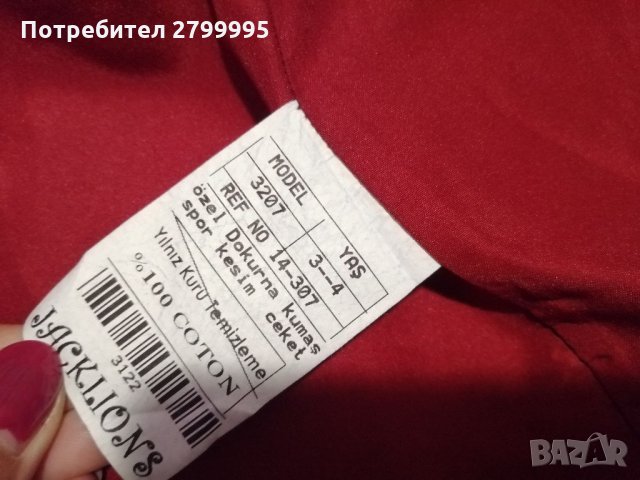 Потребител 2799995
MODEL YAŞ
3207 3--4
REF NO 14-307
özel Dokurna kumaş
spor kesim ceket
Yılnız Kuru Temizleme
%100 COTON
3122
JACKLIONS
BAZAR